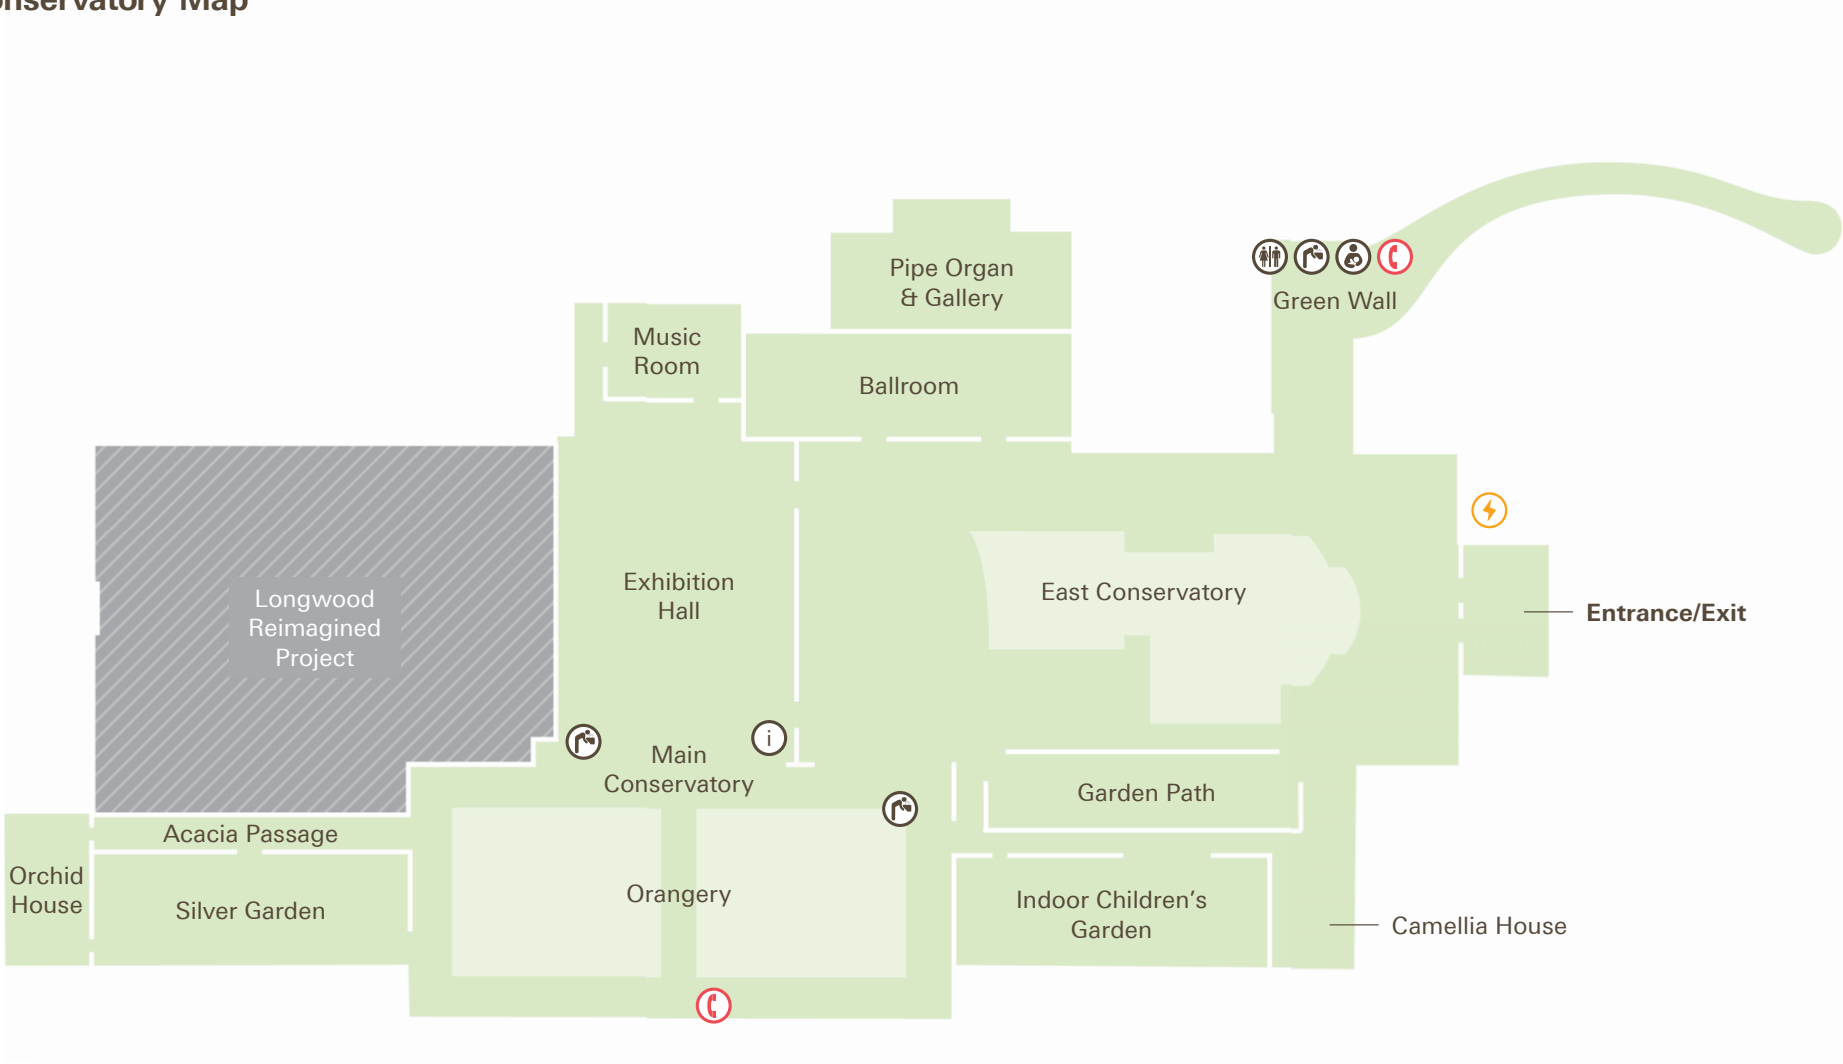 Map
Pipe Organ
& Gallery
Green Wall
Music
Room
Ballroom
Exhibition
Hall
East Conservatory
Longwood
Reimagined
Project
Entrance/Exit
i
Main
Conservatory
Garden Path
Acacia Passage
Orchid
House
Silver Garden
Orangery
Indoor Children's
Garden
Camellia House